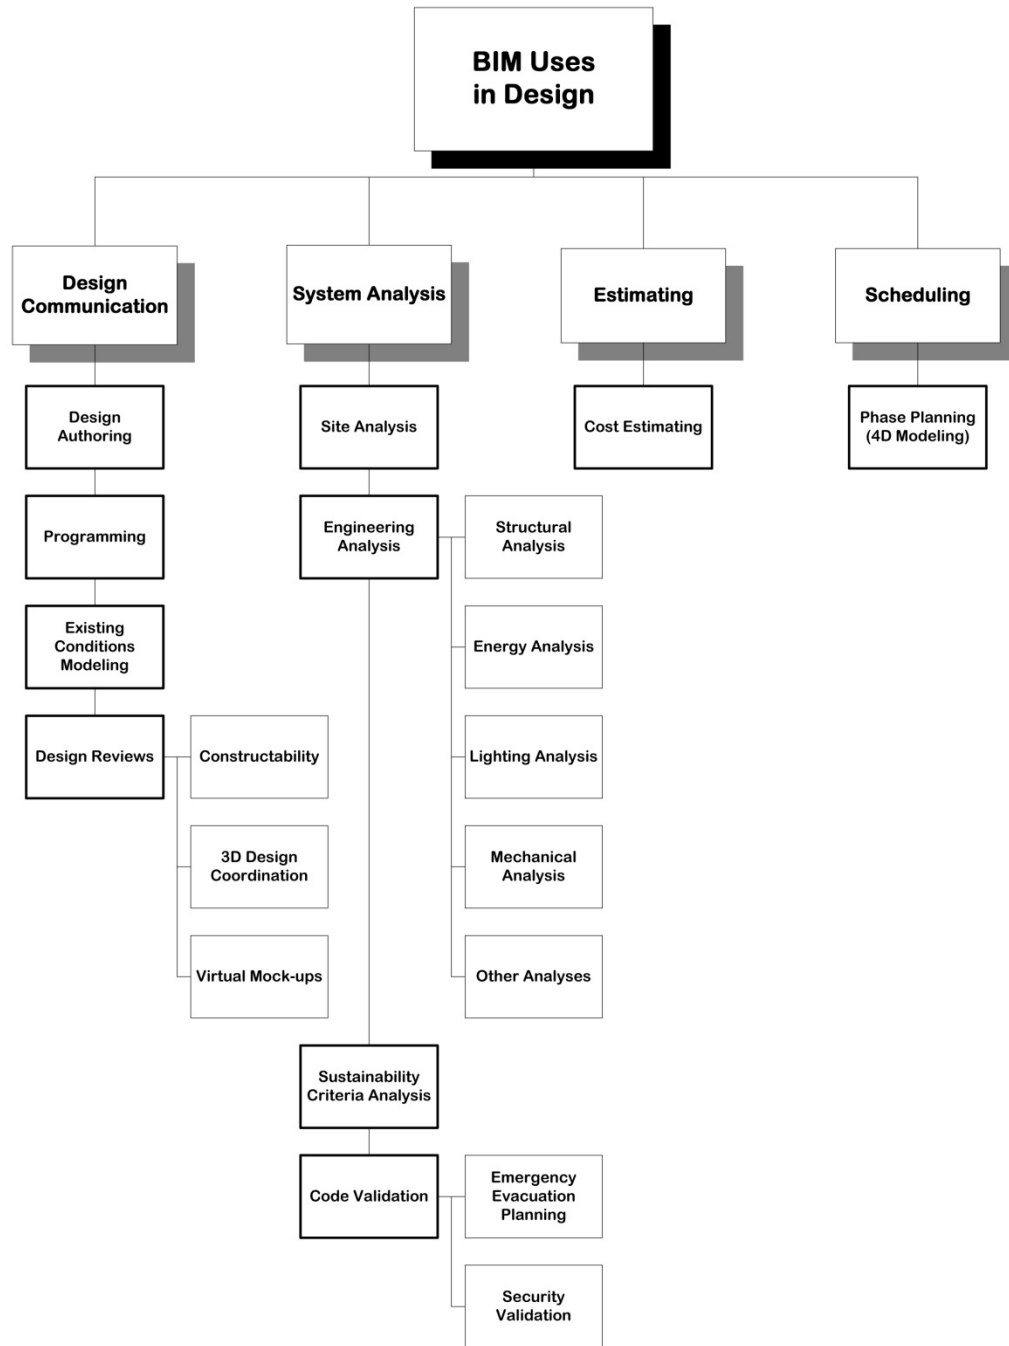 BIM Uses
in Design
Design
Communication
System Analysis
Estimating
Scheduling
Design
Authoring
Site Analysis
Cost Estimating
Phase Planning
(4D Modeling)
Programming
Engineering
Analysis
Structural
Analysis
Existing
Conditions
Modeling
Energy Analysis
Design Reviews
Constructability
Lighting Analysis
3D Design
Coordination
Mechanical
Analysis
Virtual Mock-ups
Other Analyses
Sustainability
Criteria Analysis
Code Validation
Emergency
Evacuation
Planning
Security
Validation